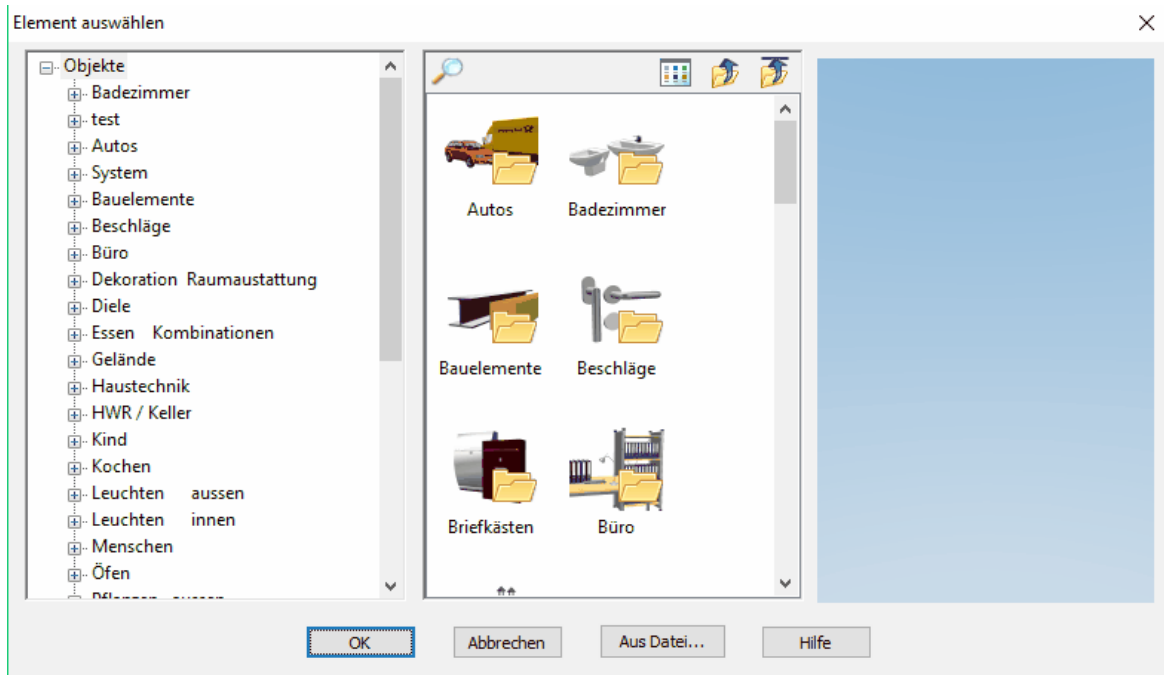 Element auswählen
Objekte
Badezimmer
test
Autos
System
Bauelemente
Beschläge
Büro
Dekoration Raumaustattung
Diele
Essen Kombinationen
Gelände
Haustechnik
HWR / Keller
Kind
Kochen
Leuchten aussen
Leuchten innen
Menschen
Öfen
Pflanzen aussen
Autos Badezimmer
Bauelemente Beschläge
Briefkästen Büro
OK Abbrechen Aus Datei... Hilfe